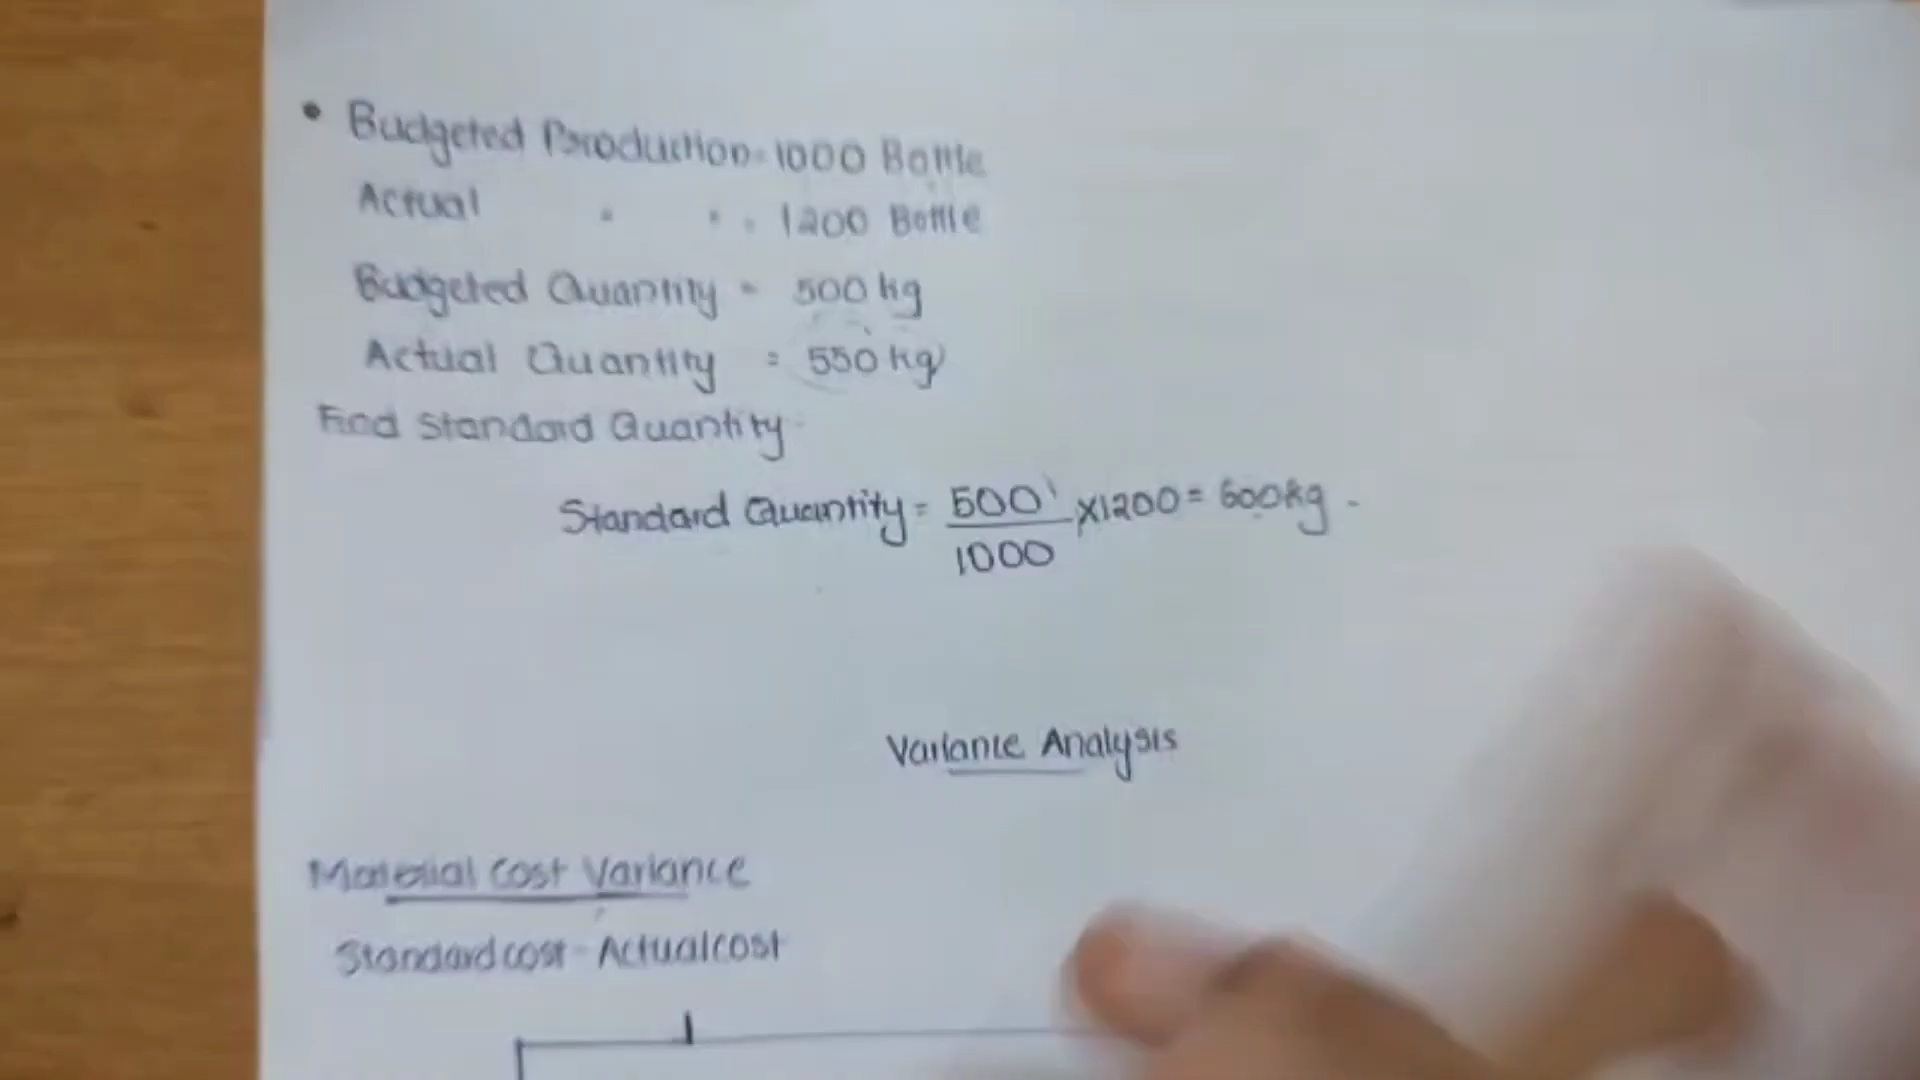 • Budgeted Production = 1000 Bottle
Actual " " = 1200 Bottle
Budgeted Quantity = 500 kg
Actual Quantity = 550 kg
Find Standard Quantity
Standard Quantity = 500 / 1000 × 1200 = 600kg.
Variance Analysis
Material Cost Variance
Standard cost - Actual cost